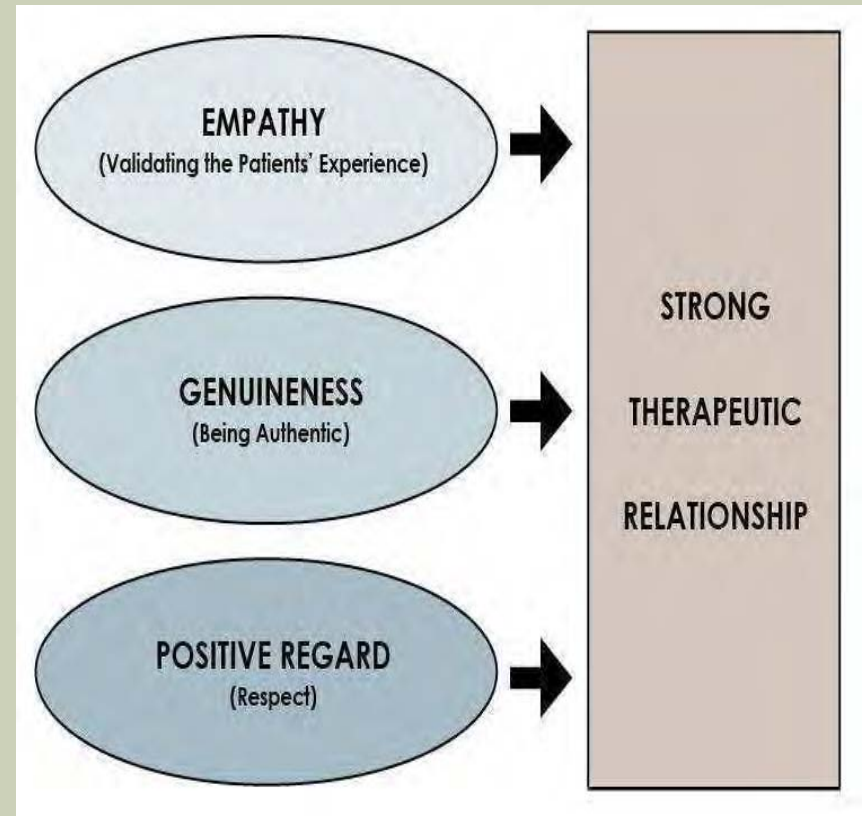 EMPATHY
(Validating the Patients' Experience)
GENUINENESS
(Being Authentic)
POSITIVE REGARD
(Respect)
STRONG
THERAPEUTIC
RELATIONSHIP